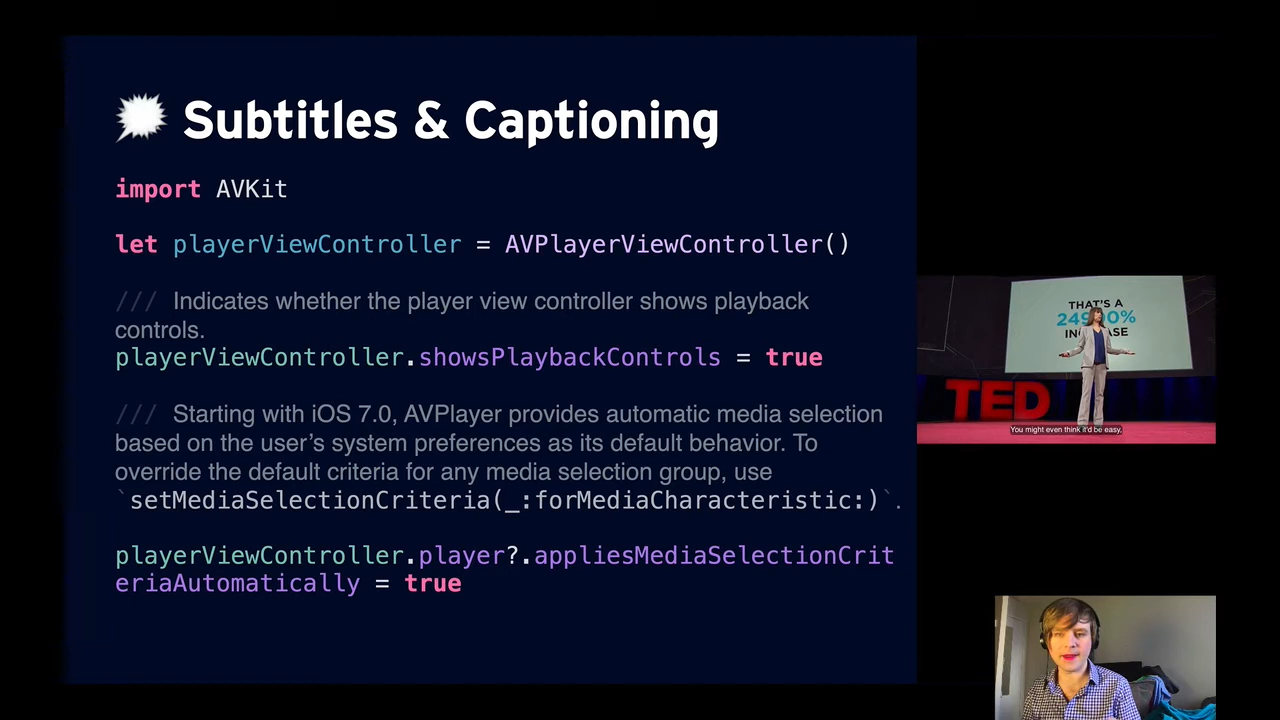 Subtitles & Captioning
import AVKit
let playerViewController = AVPlayerViewController()
/// Indicates whether the player view controller shows playback
controls.
playerViewController.showsPlaybackControls = true
/// Starting with iOS 7.0, AVPlayer provides automatic media selection
based on the user’s system preferences as its default behavior. To
override the default criteria for any media selection group, use
`setMediaSelectionCriteria(_:forMediaCharacteristic:)`.
playerViewController.player?.appliesMediaSelectionCrit
eriaAutomatically = true
THAT'S A
TED
You might even think it'd be easy,